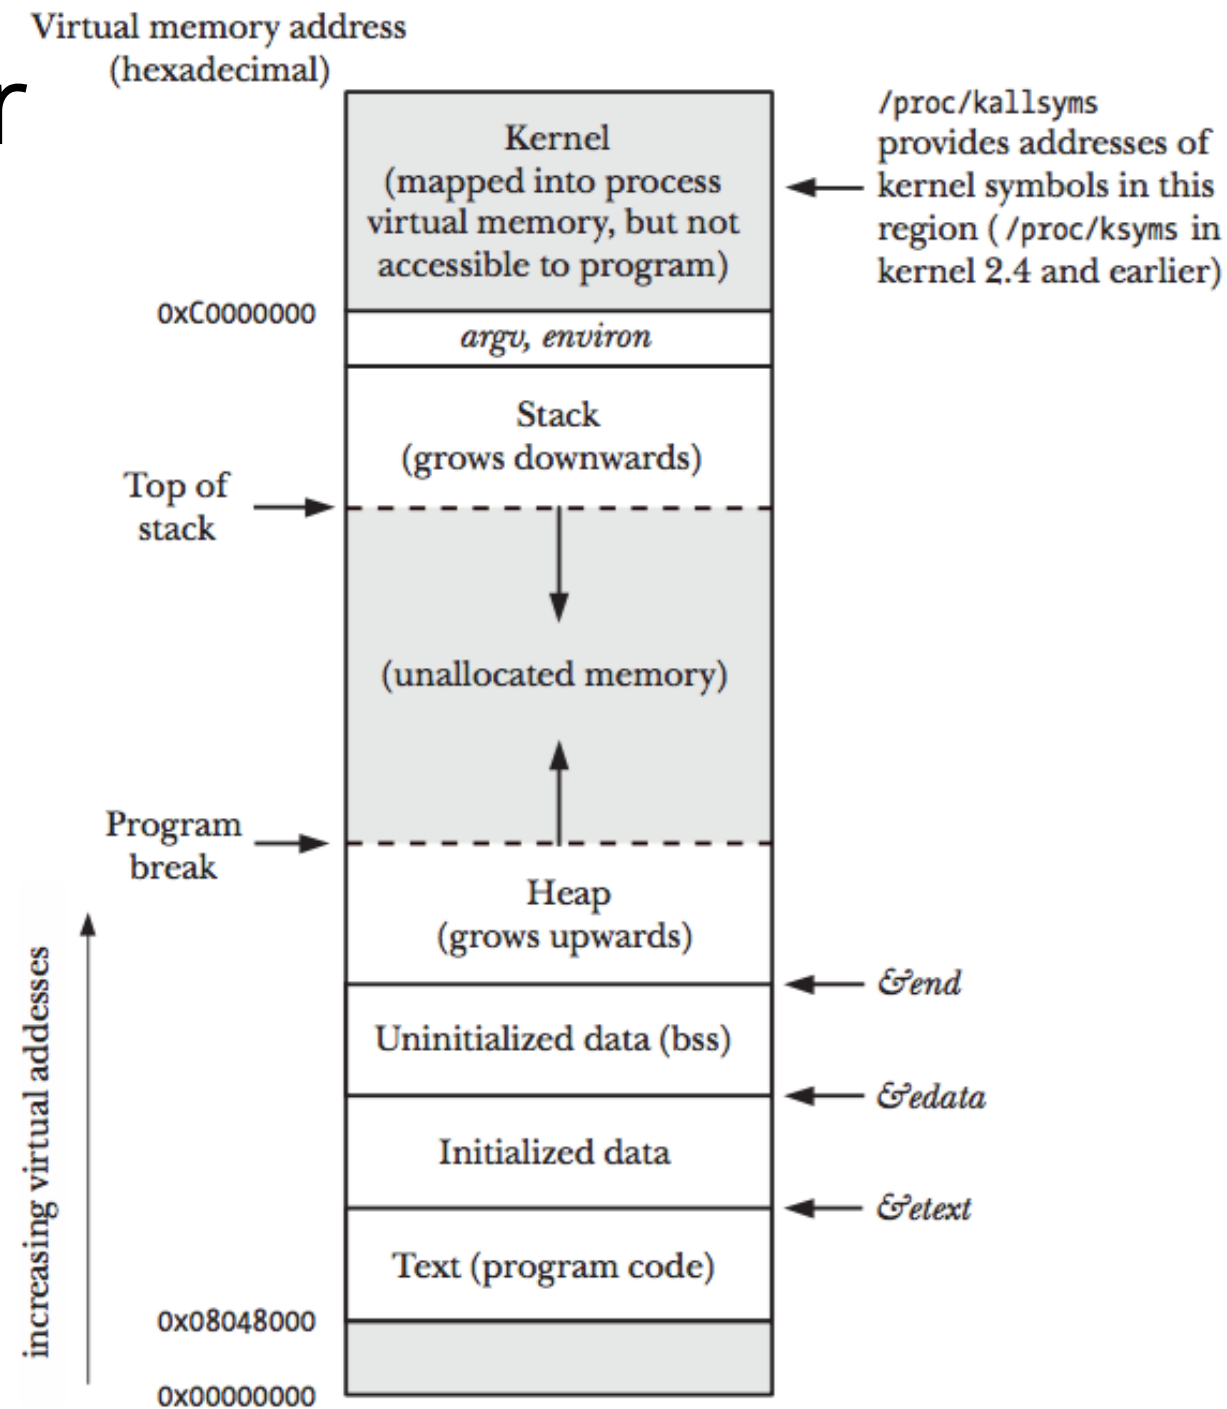 Virtual memory address
(hexadecimal)
r
Kernel
(mapped into process
virtual memory, but not
accessible to program)
/proc/kallsyms
provides addresses of
kernel symbols in this
region (/proc/ksyms in
kernel 2.4 and earlier)
0xC0000000
argv, environ
Stack
(grows downwards)
Top of
stack
(unallocated memory)
Program
break
Heap
(grows upwards)
&end
Uninitialized data (bss)
&edata
Initialized data
&etext
Text (program code)
0x08048000
0x00000000
increasing virtual addesses